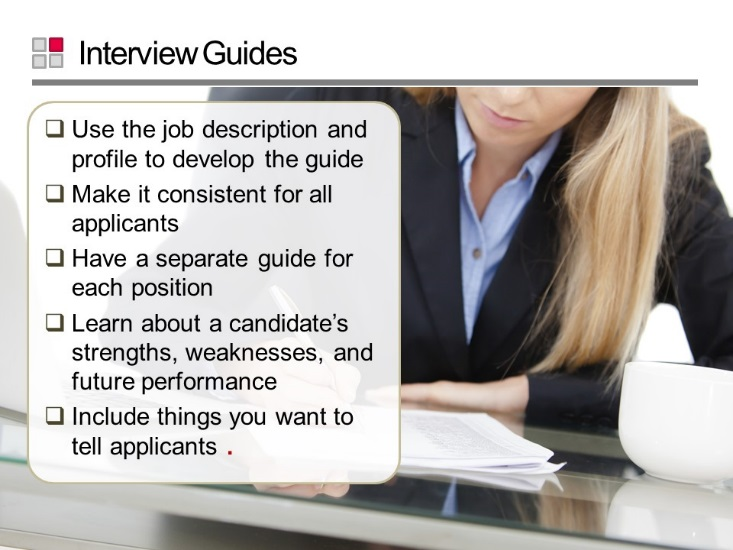 Interview Guides
Use the job description and
profile to develop the guide
Make it consistent for all
applicants
Have a separate guide for
each position
Learn about a candidate’s
strengths, weaknesses, and
future performance
Include things you want to
tell applicants .